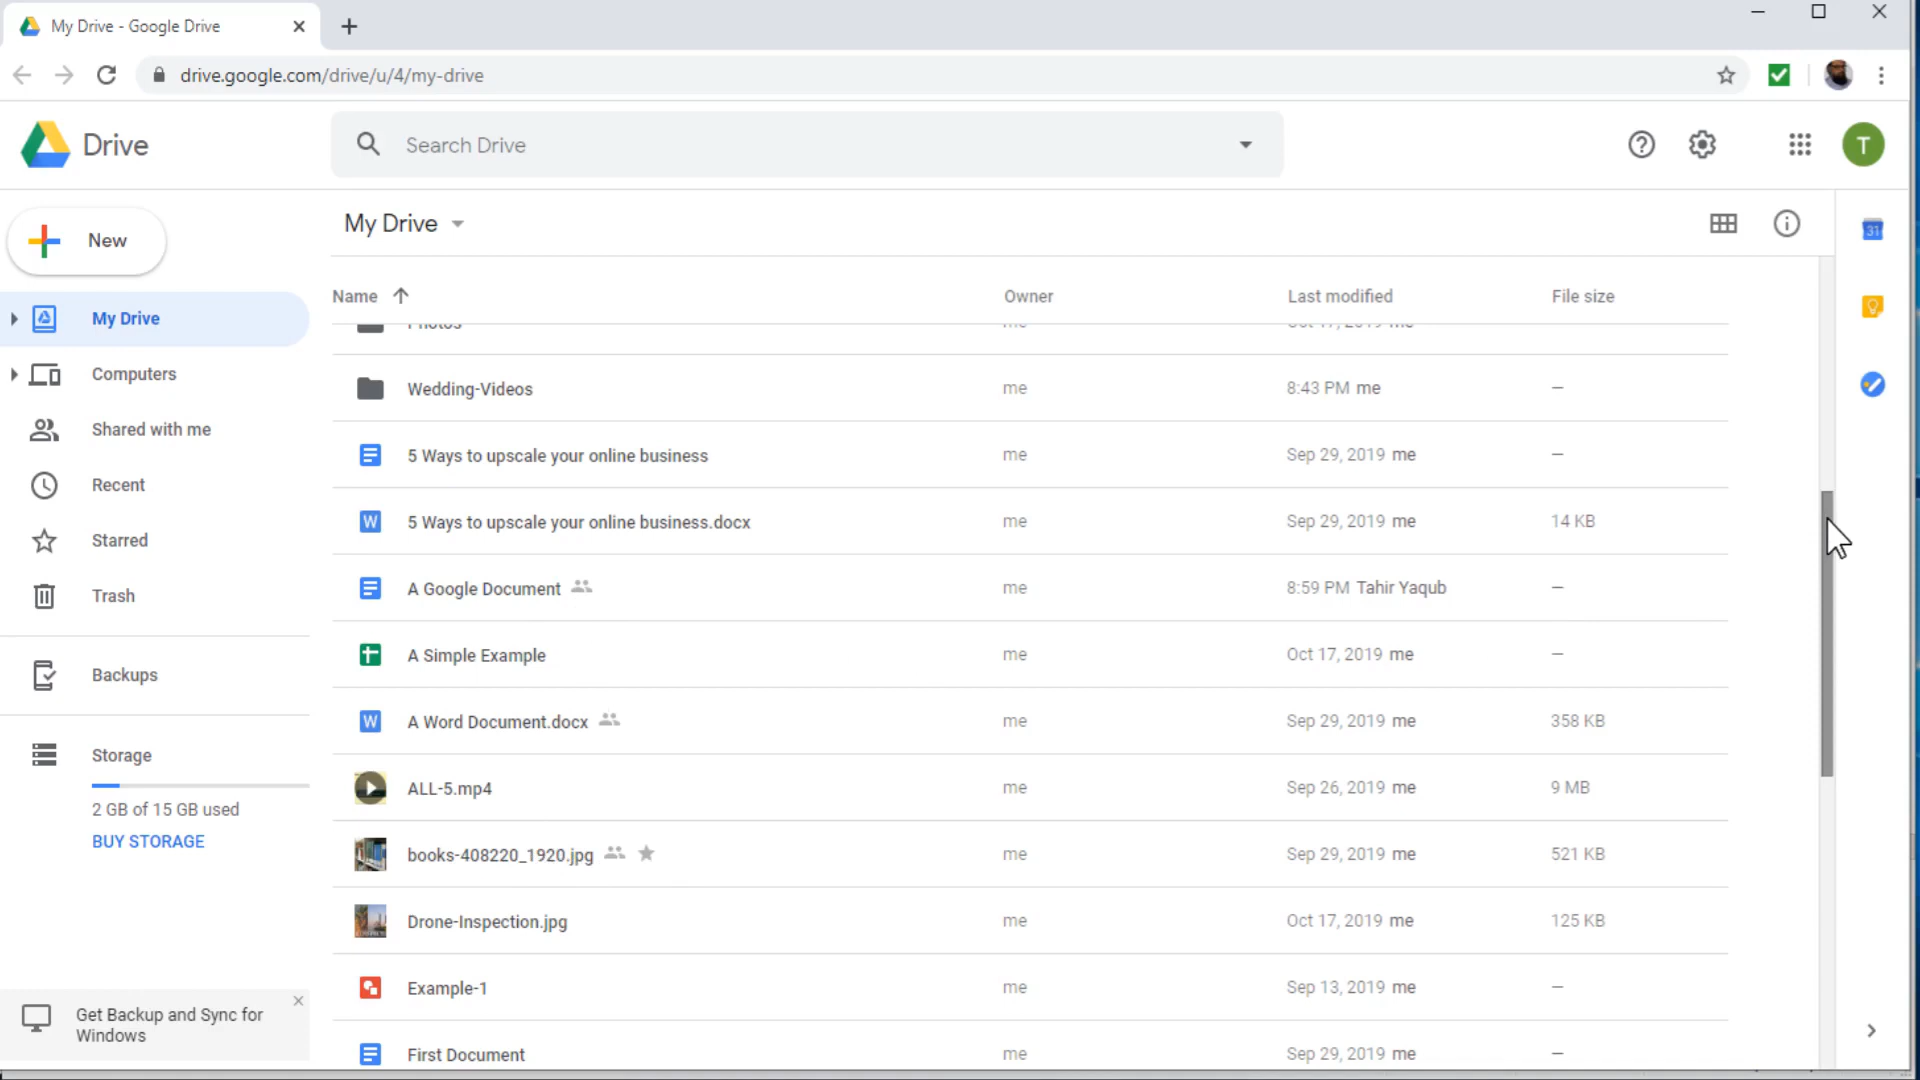 My Drive - Google Drive
drive.google.com/drive/u/4/my-drive
Drive
Search Drive
T
New
My Drive
31
Name Owner Last modified File size
My Drive
Computers
Shared with me
Recent
Starred
Trash
Backups
Storage
2 GB of 15 GB used
BUY STORAGE
Get Backup and Sync for
Windows
Photos me Oct 17, 2019 me
Wedding-Videos me 8:43 PM me –
5 Ways to upscale your online business me Sep 29, 2019 me –
W 5 Ways to upscale your online business.docx me Sep 29, 2019 me 14 KB
A Google Document me 8:59 PM Tahir Yaqub –
A Simple Example me Oct 17, 2019 me –
W A Word Document.docx me Sep 29, 2019 me 358 KB
ALL-5.mp4 me Sep 26, 2019 me 9 MB
books-408220_1920.jpg me Sep 29, 2019 me 521 KB
Drone-Inspection.jpg me Oct 17, 2019 me 125 KB
Example-1 me Sep 13, 2019 me –
First Document me Sep 29, 2019 me –